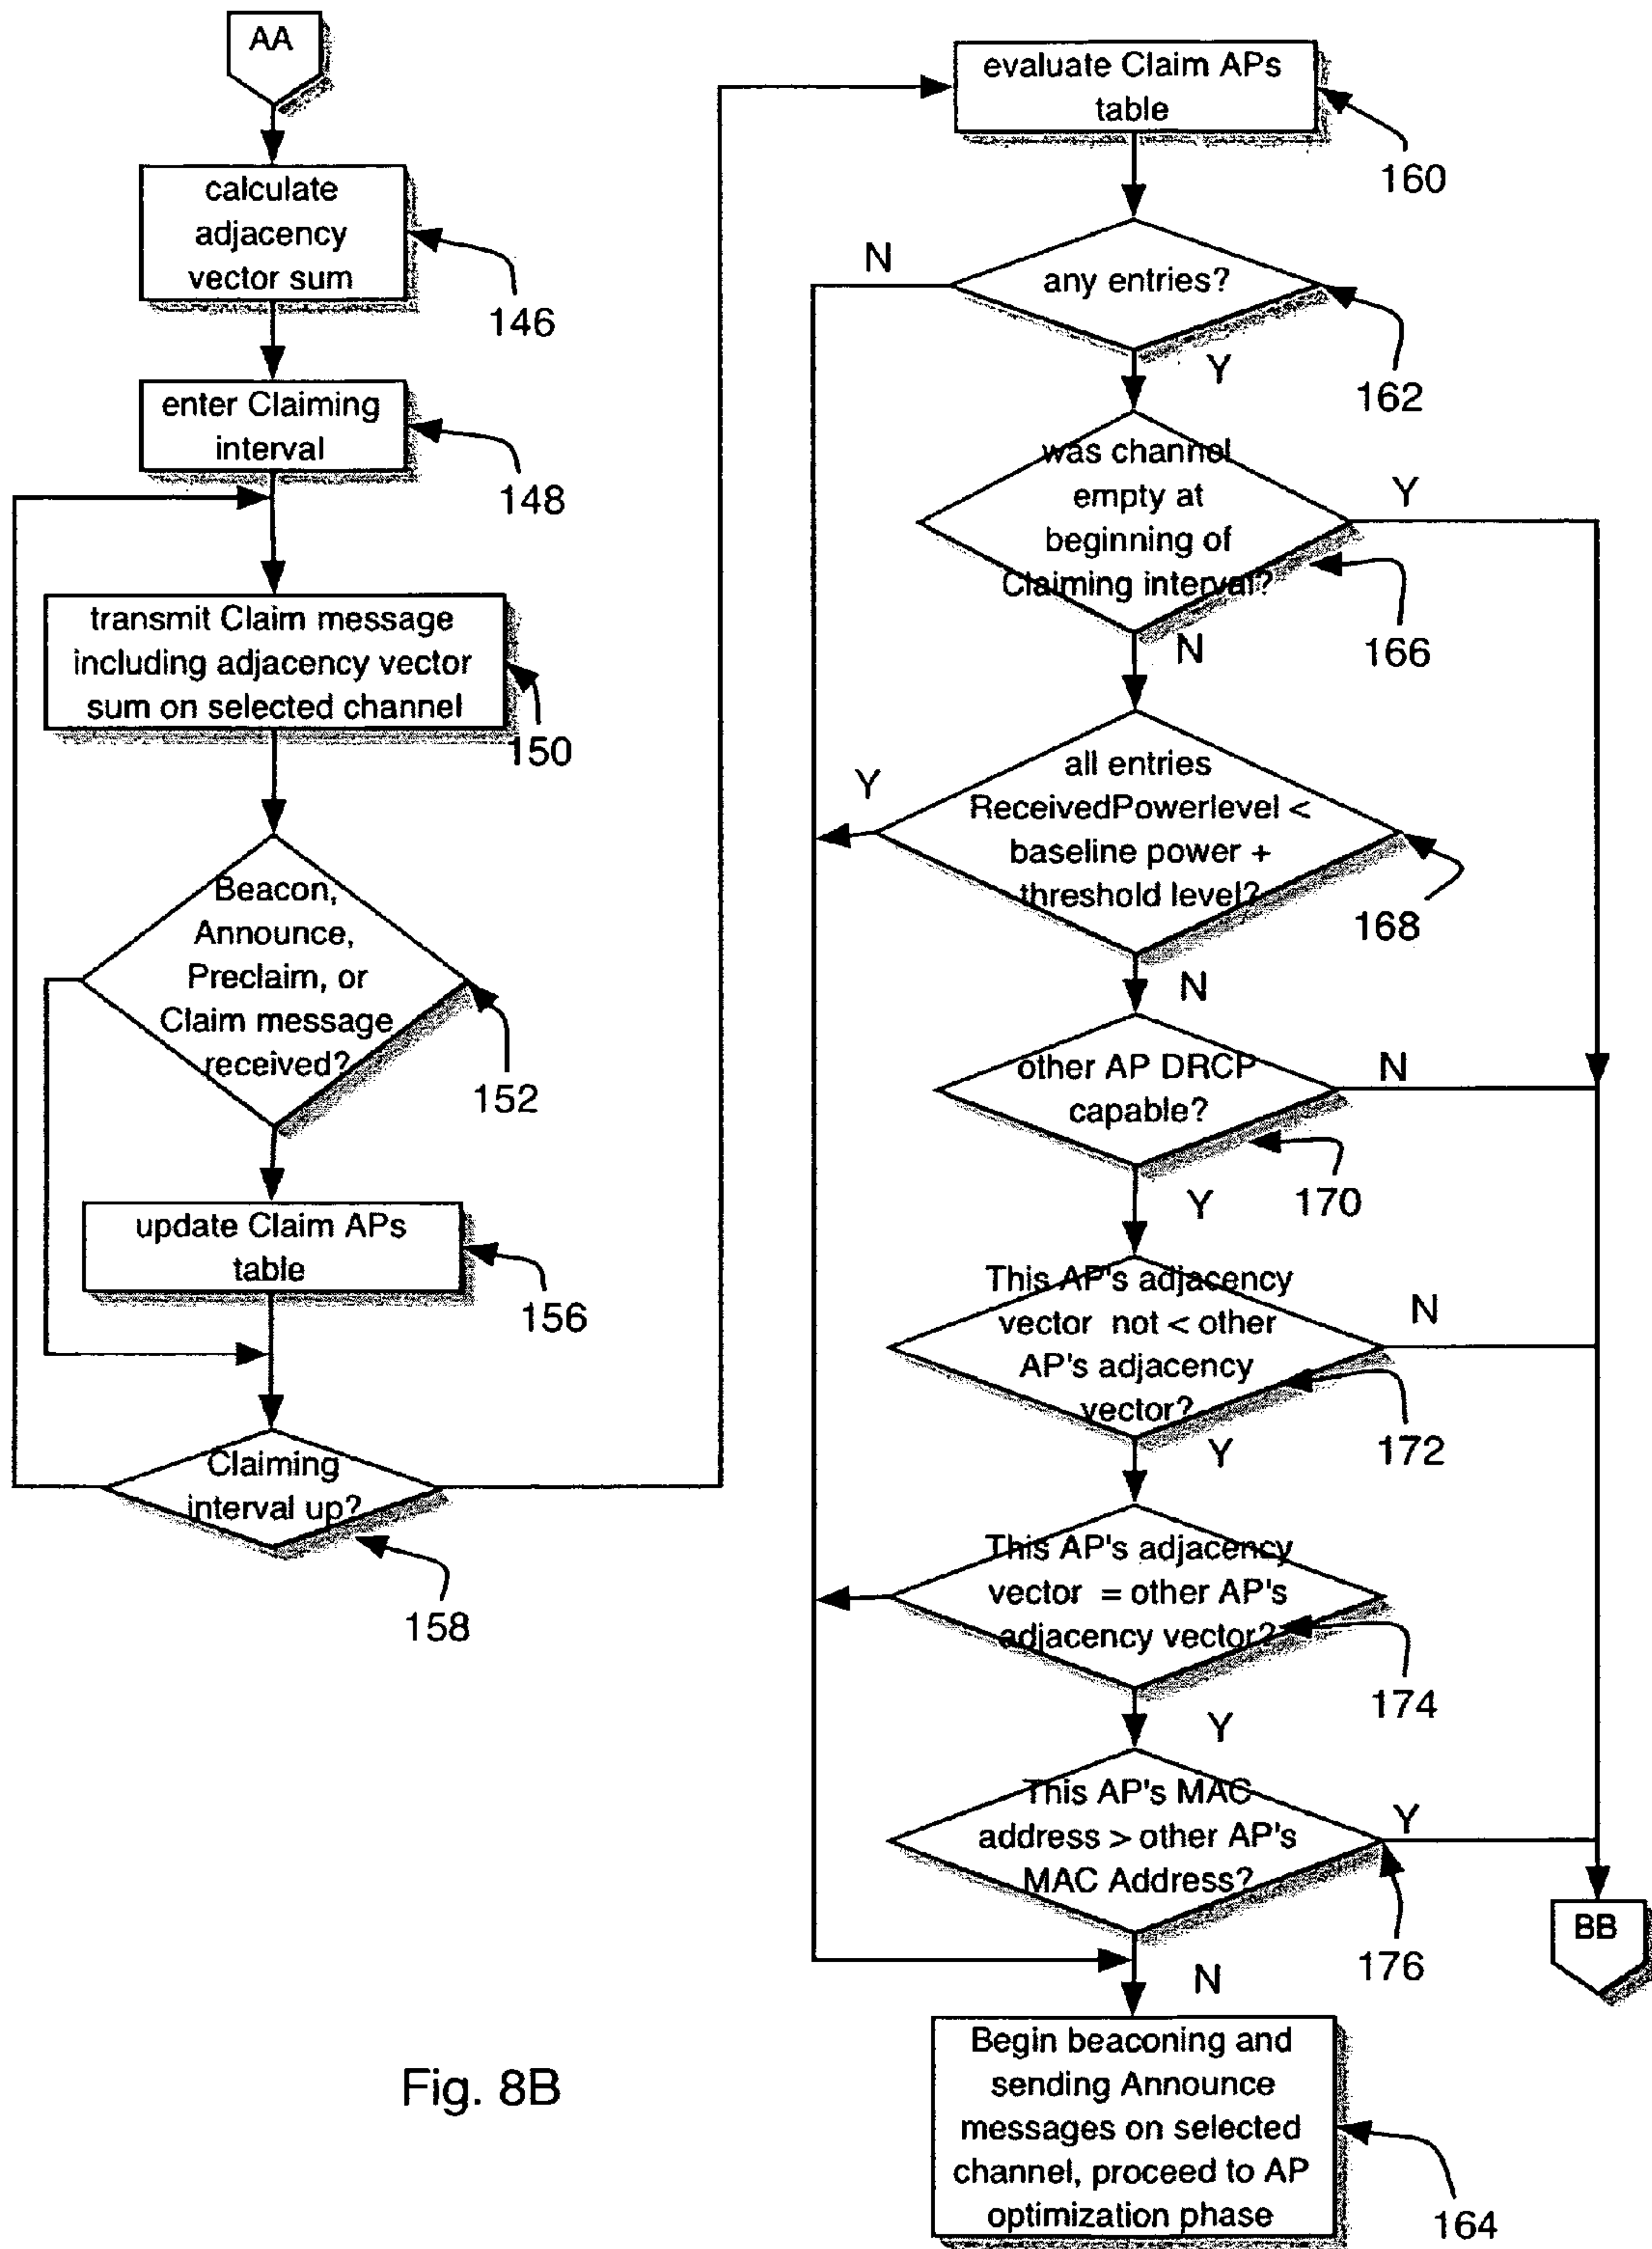 AA
calculate
adjacency
vector sum
146
enter Claiming
interval
148
transmit Claim message
including adjacency vector
sum on selected channel
150
Beacon,
Announce,
Preclaim, or
Claim message
received?
152
update Claim APs
table
156
Claiming
interval up?
158
evaluate Claim APs
table
160
any entries?
N
Y
162
was channel
empty at
beginning of
Claiming interval?
Y
N
166
all entries
ReceivedPowerlevel <
baseline power +
threshold level?
Y
N
168
other AP DRCP
capable?
N
Y
170
This AP's adjacency
vector not < other
AP's adjacency
vector?
N
Y
172
This AP's adjacency
vector = other AP's
adjacency vector?
Y
174
This AP's MAC
address > other AP's
MAC Address?
Y
N
176
BB
Begin beaconing and
sending Announce
messages on selected
channel, proceed to AP
optimization phase
164
Fig. 8B